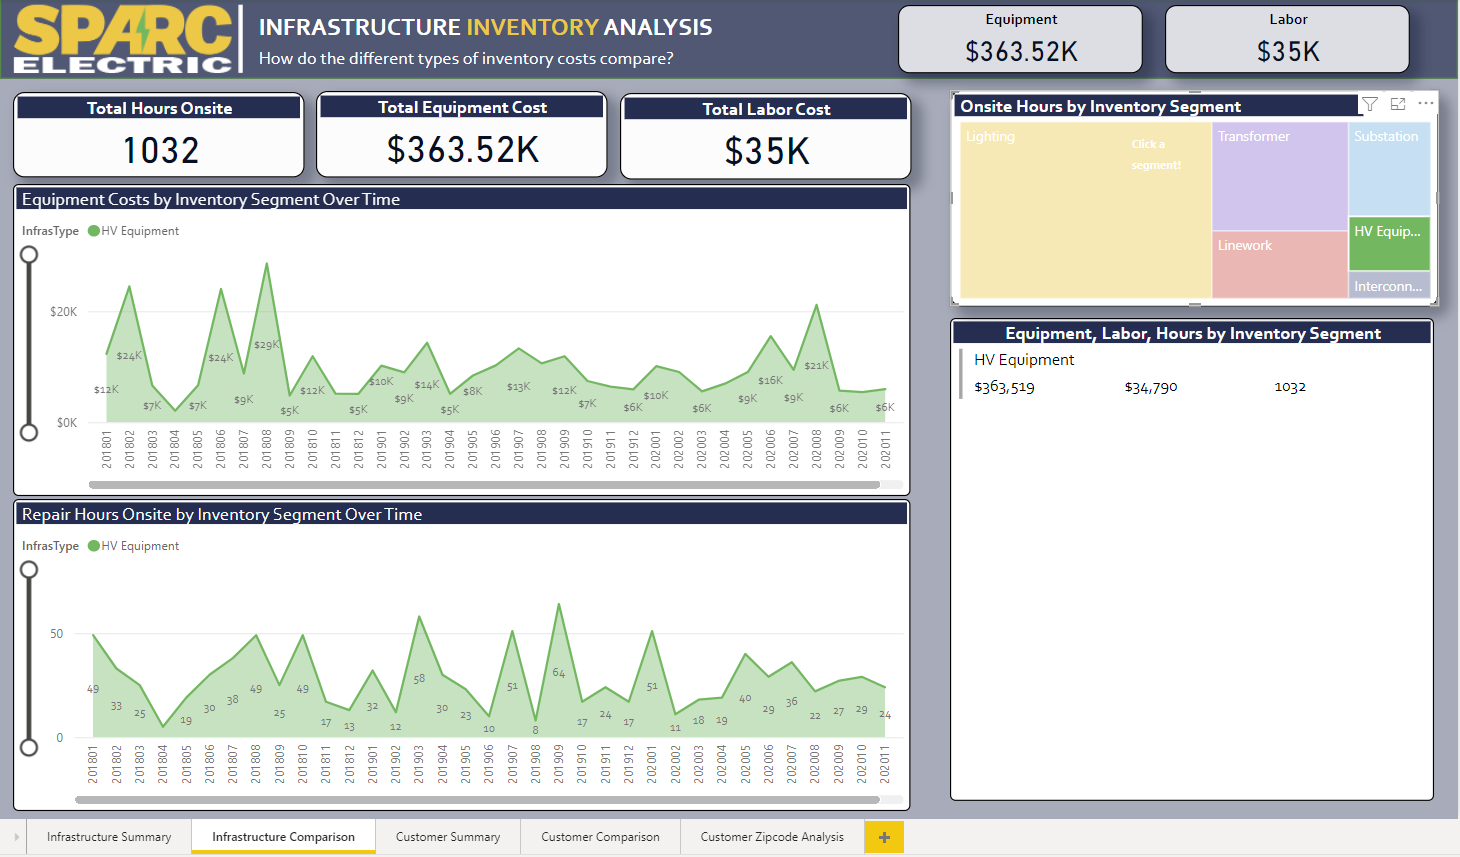 SPARC
ELECTRIC
INFRASTRUCTURE INVENTORY ANALYSIS
How do the different types of inventory costs compare?
Equipment
$363.52K
Labor
$35K
Total Hours Onsite
1032
Total Equipment Cost
$363.52K
Total Labor Cost
$35K
Onsite Hours by Inventory Segment
Lighting
Click a
segment!
Transformer
Substation
Linework
HV Equip...
Interconn...
Equipment Costs by Inventory Segment Over Time
InfrasType HV Equipment
$20K
$0K
$12K $24K $7K $7K $24K $9K $29K $5K $12K $5K $10K $9K $14K $5K $8K $13K $12K $7K $6K $10K $6K $9K $16K $9K $21K $6K $6K
201801 201802 201803 201804 201805 201806 201807 201808 201809 201810 201811 201812 201901 201902 201903 201904 201905 201906 201907 201908 201909 201910 201911 201912 202001 202002 202003 202004 202005 202006 202007 202008 202009 202010 202011
Equipment, Labor, Hours by Inventory Segment
HV Equipment
$363,519 $34,790 1032
Repair Hours Onsite by Inventory Segment Over Time
InfrasType HV Equipment
50
0
49 33 25 19 30 38 49 25 49 17 13 32 12 58 30 23 10 51 8 64 17 24 17 51 11 18 19 40 29 36 22 27 29 24
201801 201802 201803 201804 201805 201806 201807 201808 201809 201810 201811 201812 201901 201902 201903 201904 201905 201906 201907 201908 201909 201910 201911 201912 202001 202002 202003 202004 202005 202006 202007 202008 202009 202010 202011
Infrastructure Summary
Infrastructure Comparison
Customer Summary
Customer Comparison
Customer Zipcode Analysis
+